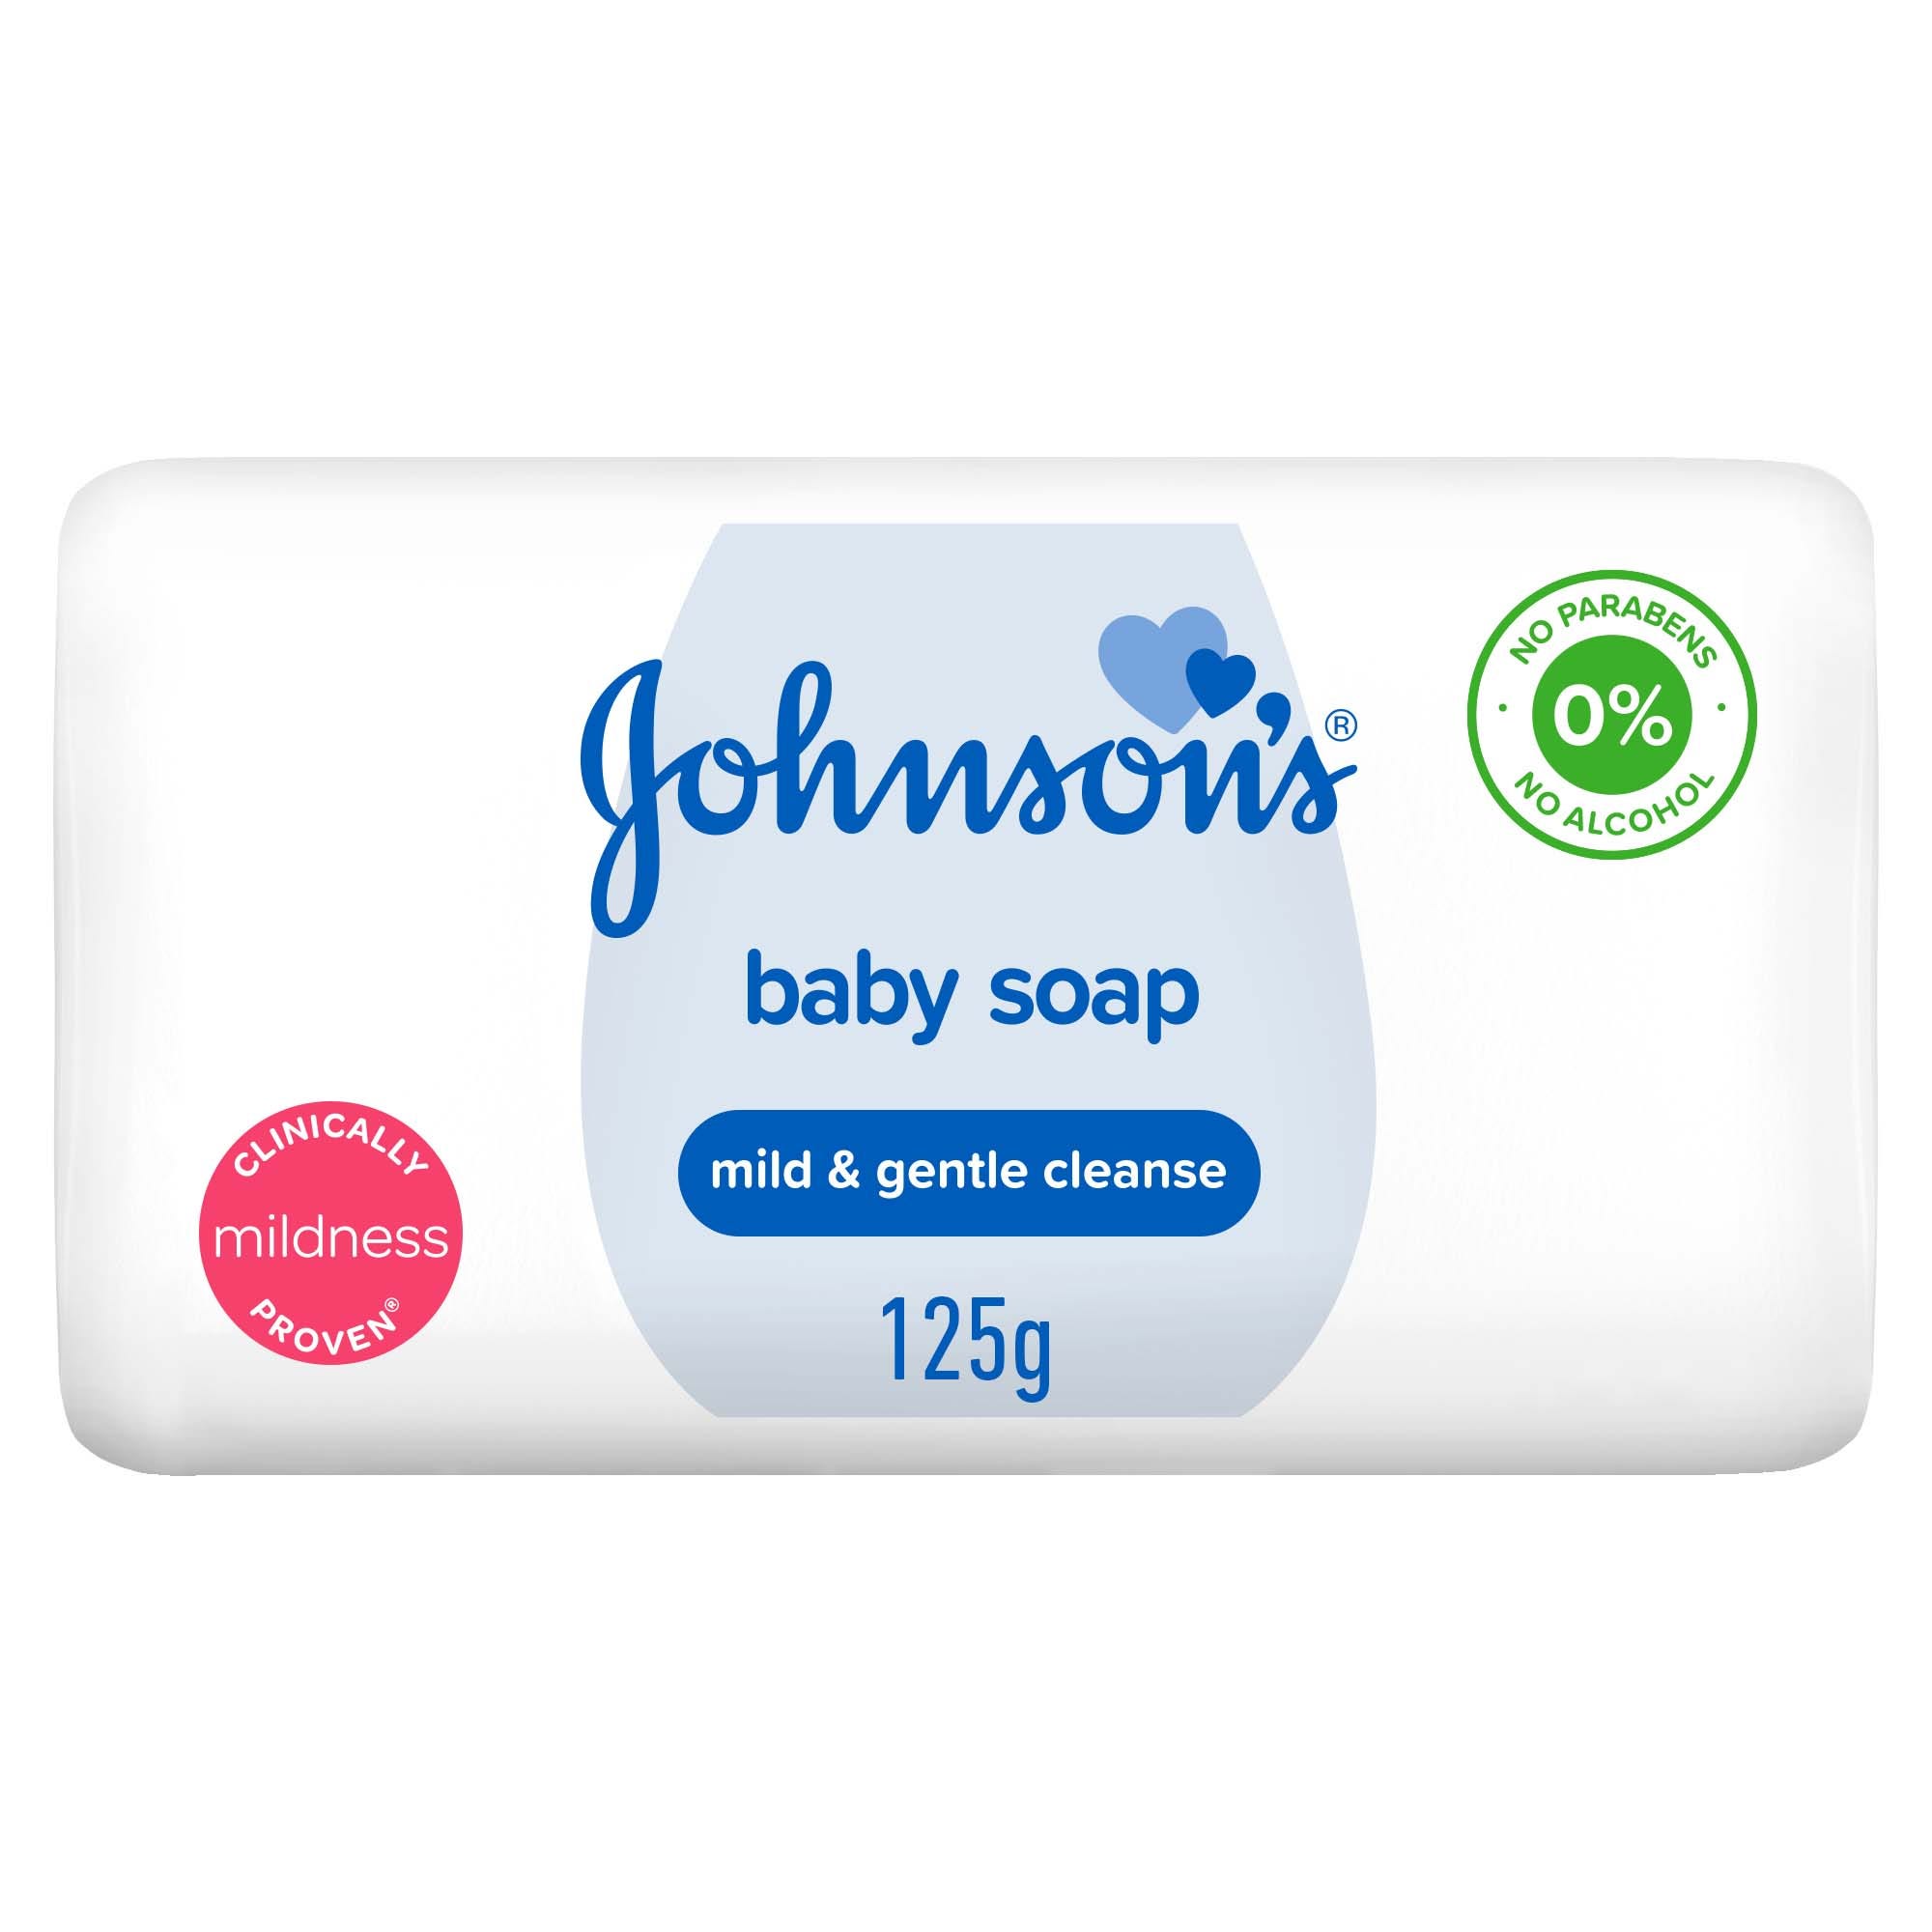 Johnson's®
baby soap
mild & gentle cleanse
125g
NO PARABENS
0%
NO ALCOHOL
CLINICALLY
mildness
PROVEN®